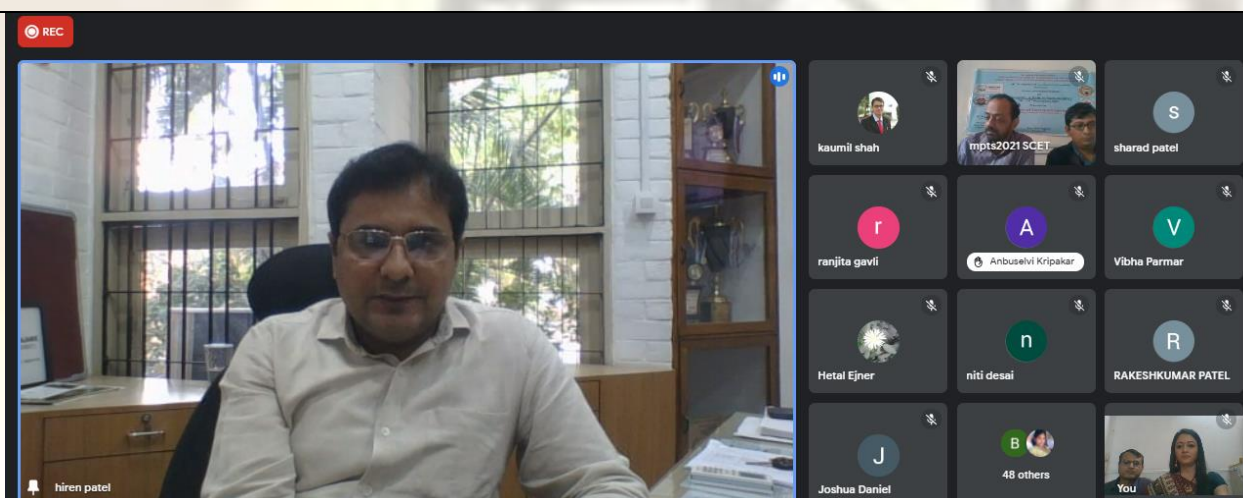 REC
hiren patel
kaumil shah
mpts2021 SCET
S
sharad patel
r
ranjita gavli
A
Anbuselvi Kripakar
V
Vibha Parmar
Hetal Ejner
n
niti desai
R
RAKESHKUMAR PATEL
J
Joshua Daniel
B
48 others
You